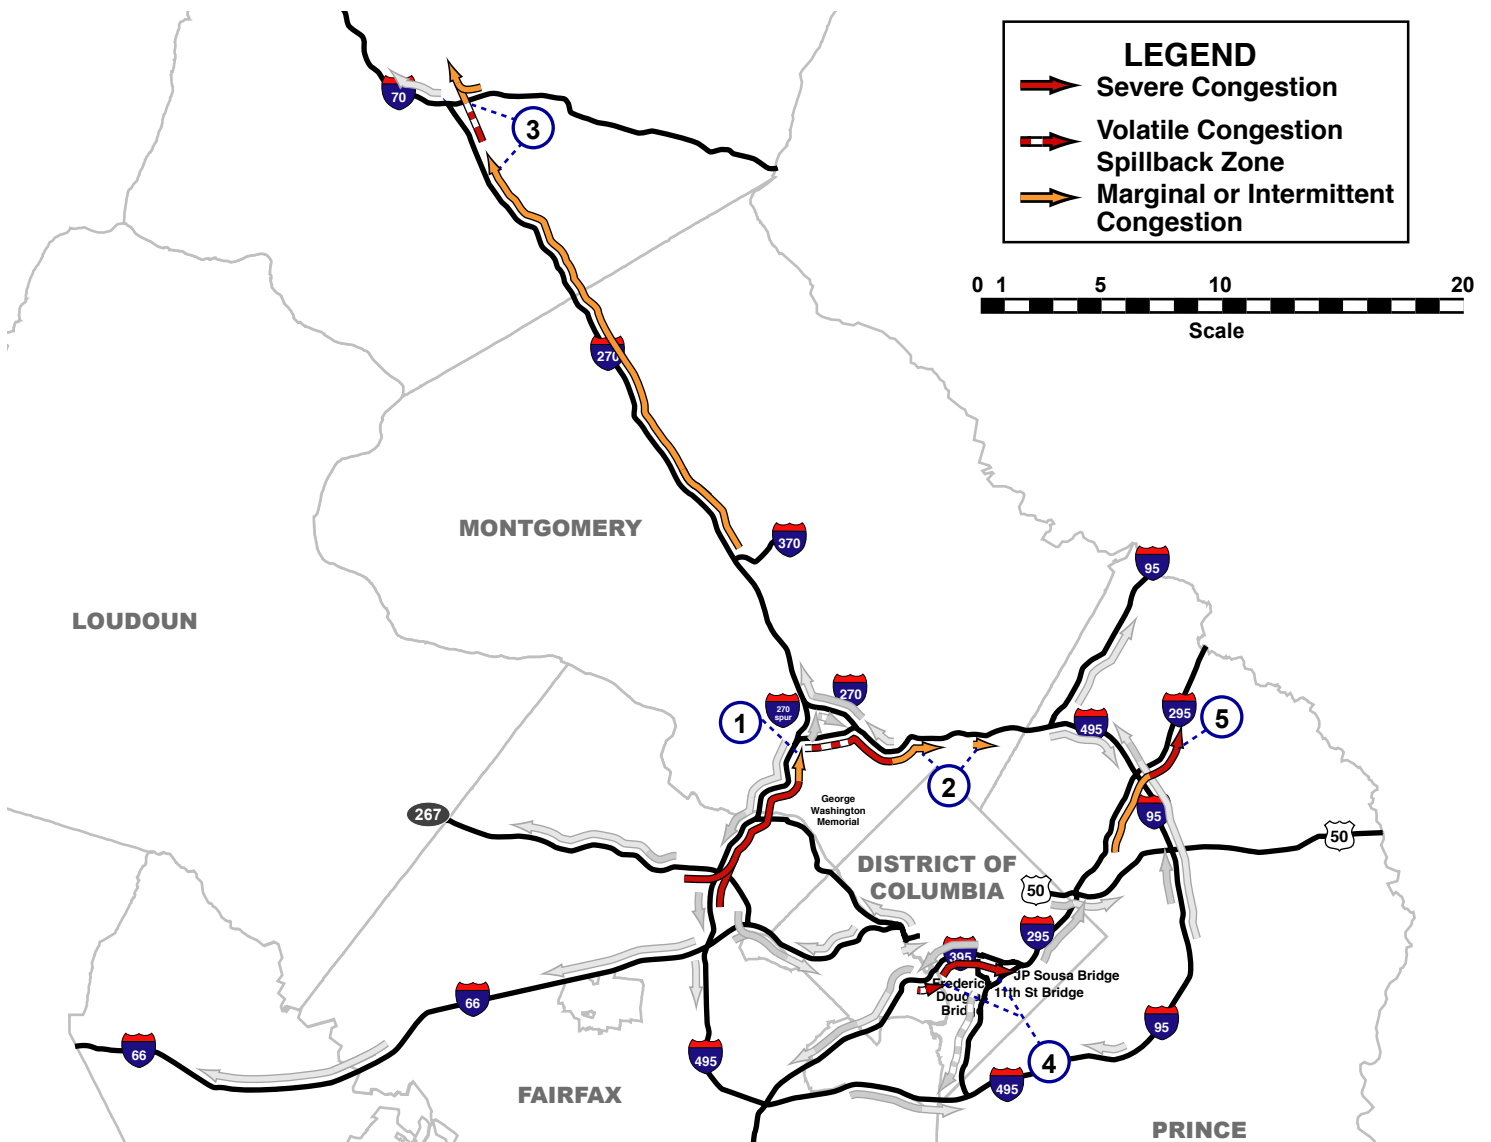 LEGEND
Severe Congestion
Volatile Congestion
Spillback Zone
Marginal or Intermittent
Congestion
0 1 5 10 20
Scale
70
3
270
MONTGOMERY
370
95
LOUDOUN
270
270
spur
1
295
5
495
2
George
Washington
Memorial
267
95
50
DISTRICT OF
COLUMBIA
50
295
395
JP Sousa Bridge
Frederic
11th St Bridge
Doug s
Brid e
66
66
95
495
4
495
FAIRFAX
PRINCE